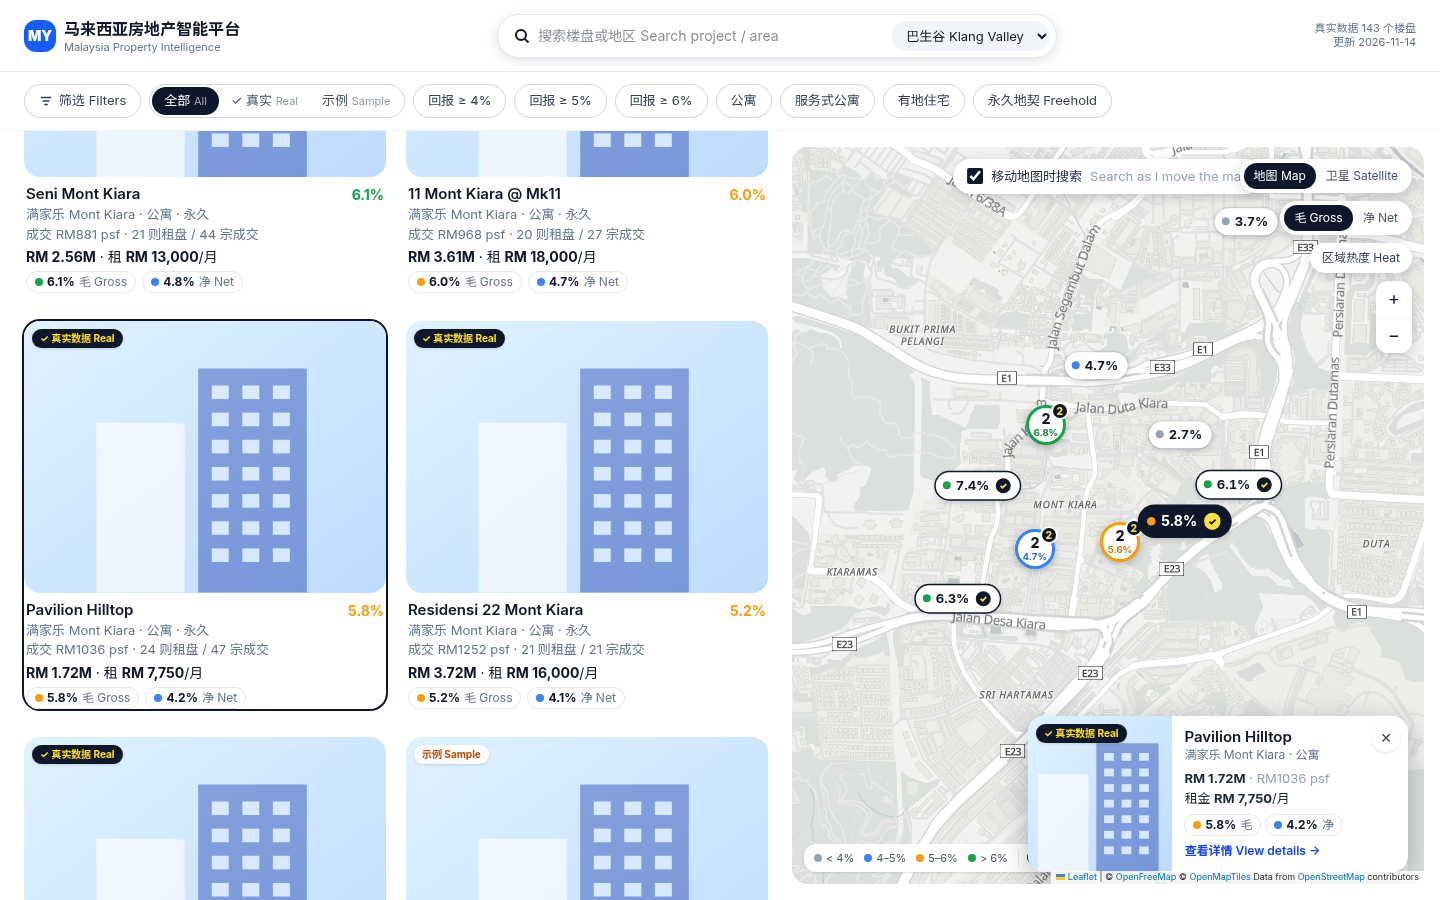 MY
马来西亚房地产智能平台
Malaysia Property Intelligence
搜索楼盘或地区 Search project / area
巴生谷 Klang Valley
真实数据 143 个楼盘
更新 2026-11-14
筛选 Filters
全部 All
✓ 真实 Real
示例 Sample
回报 ≥ 4%
回报 ≥ 5%
回报 ≥ 6%
公寓
服务式公寓
有地住宅
永久地契 Freehold
Seni Mont Kiara
6.1%
满家乐 Mont Kiara · 公寓 · 永久
成交 RM881 psf · 21 则租盘 / 44 宗成交
RM 2.56M · 租 RM 13,000/月
6.1% 毛 Gross
4.8% 净 Net
11 Mont Kiara @ Mk11
6.0%
满家乐 Mont Kiara · 公寓 · 永久
成交 RM968 psf · 20 则租盘 / 27 宗成交
RM 3.61M · 租 RM 18,000/月
6.0% 毛 Gross
4.7% 净 Net
✓ 真实数据 Real
Pavilion Hilltop
5.8%
满家乐 Mont Kiara · 公寓 · 永久
成交 RM1036 psf · 24 则租盘 / 47 宗成交
RM 1.72M · 租 RM 7,750/月
5.8% 毛 Gross
4.2% 净 Net
✓ 真实数据 Real
Residensi 22 Mont Kiara
5.2%
满家乐 Mont Kiara · 公寓 · 永久
成交 RM1252 psf · 21 则租盘 / 21 宗成交
RM 3.72M · 租 RM 16,000/月
5.2% 毛 Gross
4.1% 净 Net
✓ 真实数据 Real
示例 Sample
移动地图时搜索 Search as I move the ma
地图 Map
卫星 Satellite
3.7%
毛 Gross
净 Net
E33
区域热度 Heat
+
−
Jalan Segambut Dalam
Persiaran Dutamas
BUKIT PRIMA
PELANGI
E1
4.7%
E33
E1
2
2
6.8%
Jalan Duta Kiara
2.7%
Persiaran Dutamas
E1
7.4%
MONT KIARA
6.1%
5.8%
2
2
4.7%
2
2
5.6%
DUTA
KIARAMAS
E23
6.3%
Jalan Desa Kiara
E1
E23
E23
SRI HARTAMAS
E23
✓ 真实数据 Real
Pavilion Hilltop
满家乐 Mont Kiara · 公寓
RM 1.72M · RM1036 psf
租金 RM 7,750/月
5.8% 毛
4.2% 净
查看详情 View details →
< 4%
4–5%
5–6%
> 6%
Leaflet | © OpenFreeMap © OpenMapTiles Data from OpenStreetMap contributors